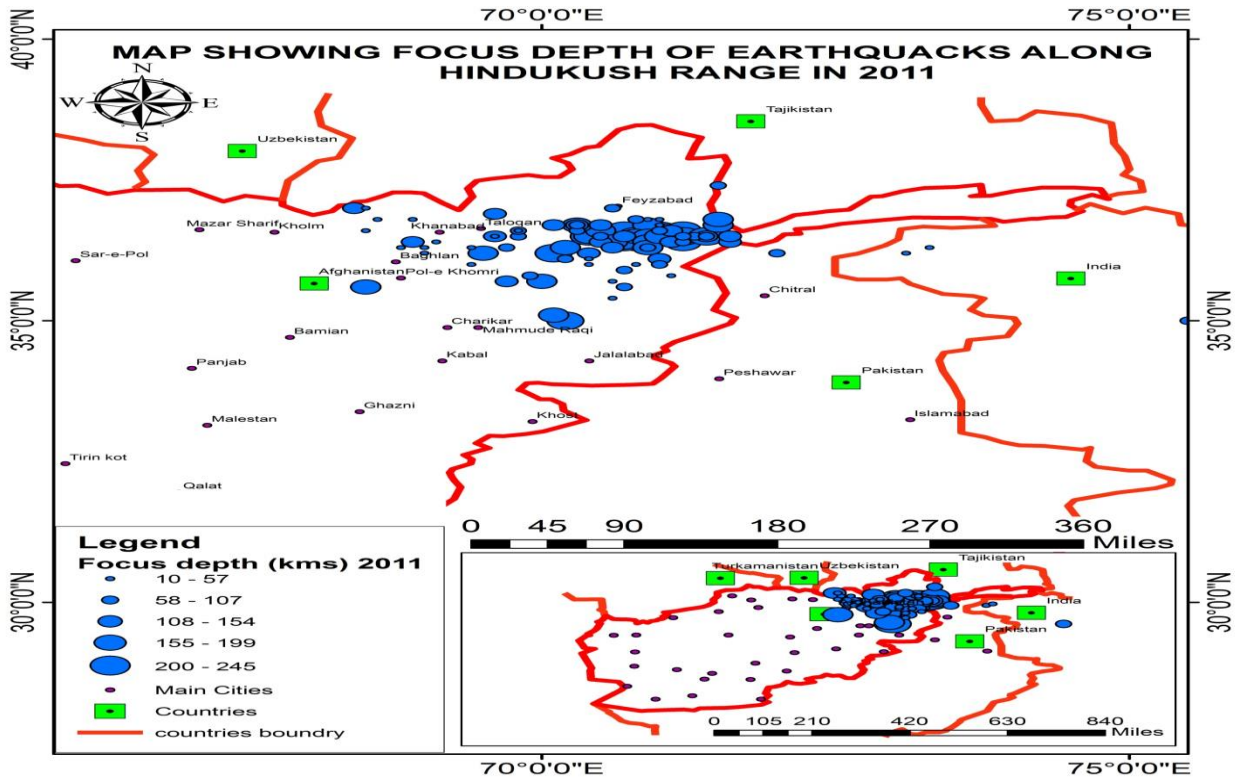 70°0'0"E
75°0'0"E
40°0'0"N
MAP SHOWING FOCUS DEPTH OF EARTHQUACKS ALONG
HINDUKUSH RANGE IN 2011
N
W
E
S
Tajikistan
Uzbekistan
Feyzabad
Mazar Sharif
Kholm
Khanabad
Taloqan
Sar-e-Pol
Baghlan
Afghanistan
Pol-e Khomri
India
Chitral
35°0'0"N
35°0'0"N
Charikar
Mahmude Raqi
Bamian
Kabal
Jalalabad
Panjab
Peshawar
Pakistan
Ghazni
Malestan
Khost
Islamabad
Tirin kot
Qalat
0 45 90 180 270 360
Miles
Legend
Focus depth (kms) 2011
10 - 57
58 - 107
108 - 154
155 - 199
200 - 245
Main Cities
Countries
countries boundry
30°0'0"N
30°0'0"N
Tajikistan
Turkamanistan
Uzbekistan
India
Pakistan
0 105 210 420 630 840
Miles
70°0'0"E
75°0'0"E